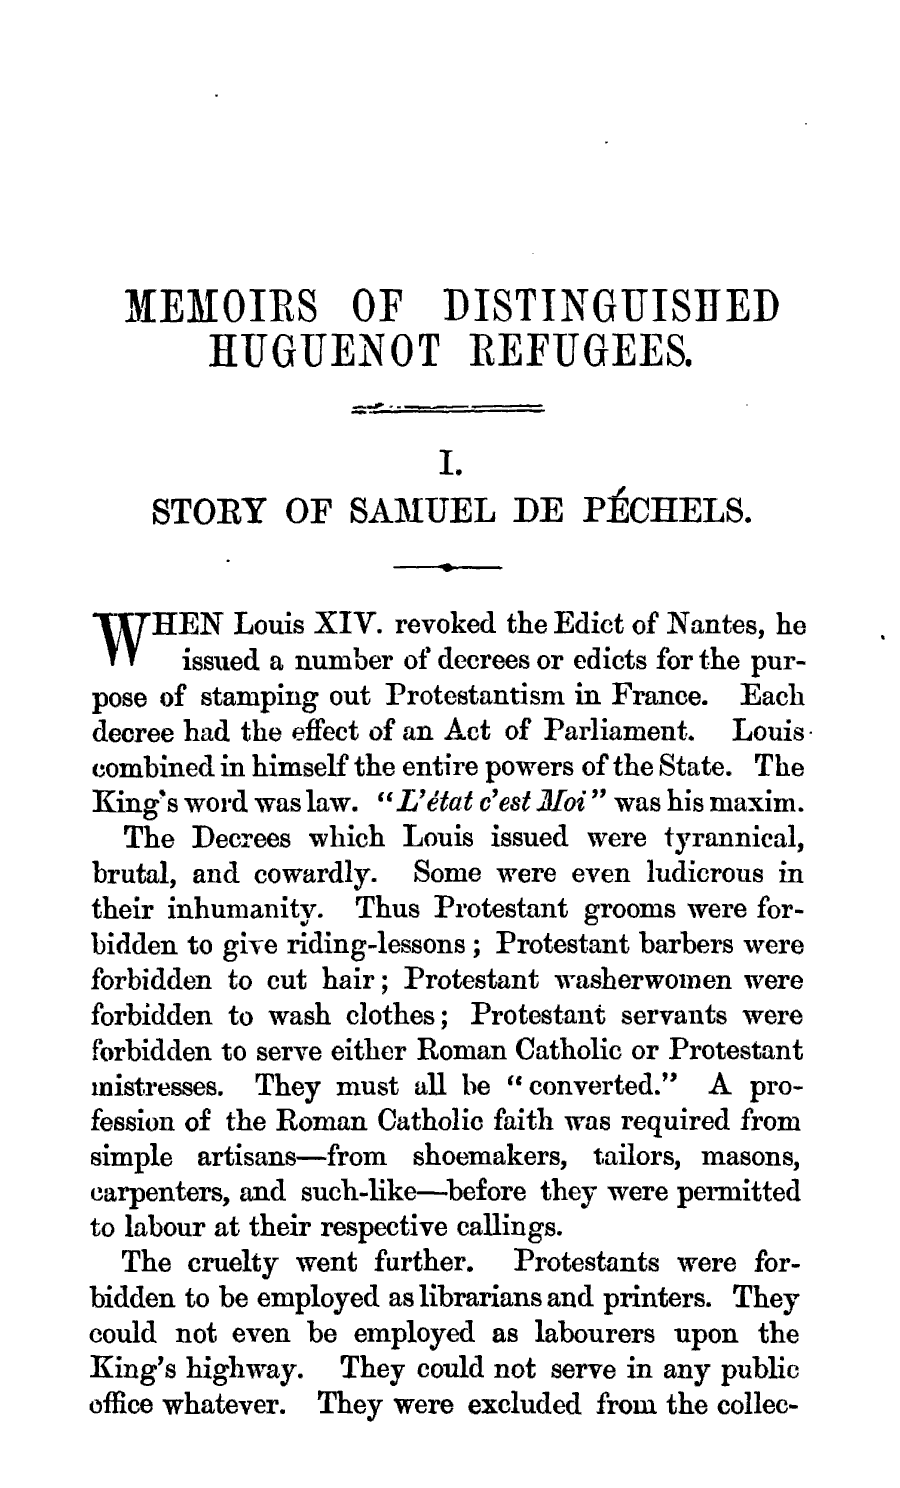 MEMOIRS OF DISTINGUISHED
HUGUENOT REFUGEES.
I.
STORY OF SAMUEL DE PÉCHELS.
WHEN Louis XIV. revoked the Edict of Nantes, he
issued a number of decrees or edicts for the pur-
pose of stamping out Protestantism in France. Each
decree had the effect of an Act of Parliament. Louis
combined in himself the entire powers of the State. The
King's word was law. "L'état c'est Moi" was his maxim.
The Decrees which Louis issued were tyrannical,
brutal, and cowardly. Some were even ludicrous in
their inhumanity. Thus Protestant grooms were for-
bidden to give riding-lessons; Protestant barbers were
forbidden to cut hair; Protestant washerwomen were
forbidden to wash clothes; Protestant servants were
forbidden to serve either Roman Catholic or Protestant
mistresses. They must all be "converted." A pro-
fession of the Roman Catholic faith was required from
simple artisans—from shoemakers, tailors, masons,
carpenters, and such-like—before they were permitted
to labour at their respective callings.
The cruelty went further. Protestants were for-
bidden to be employed as librarians and printers. They
could not even be employed as labourers upon the
King's highway. They could not serve in any public
office whatever. They were excluded from the collec-